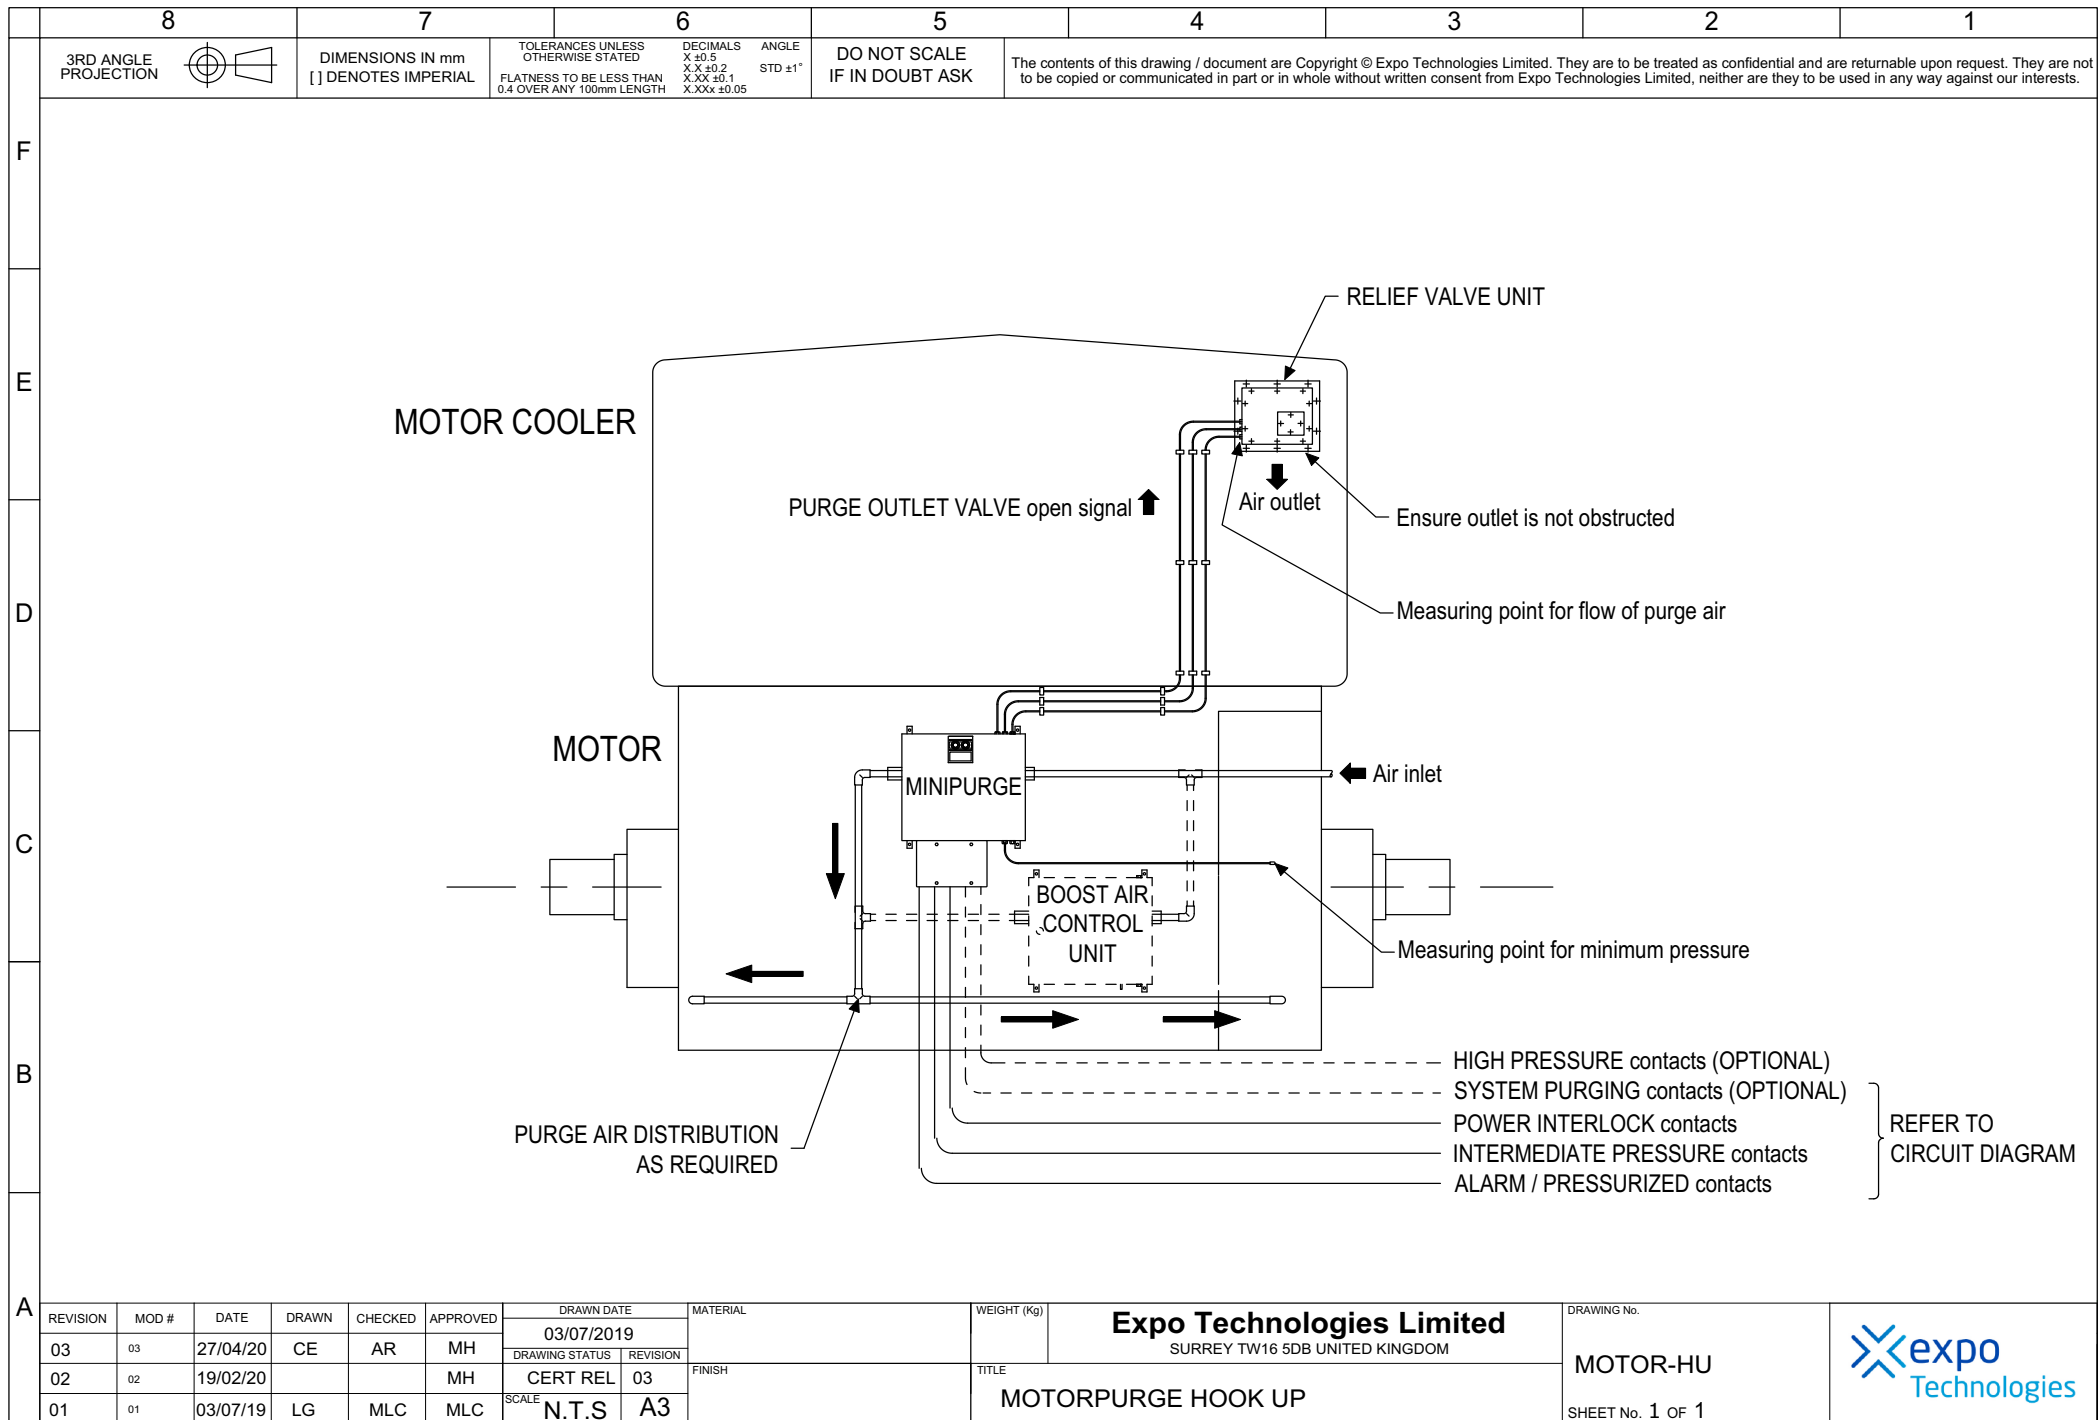 8 7 6 5 4 3 2 1
3RD ANGLE
PROJECTION
DIMENSIONS IN mm
[ ] DENOTES IMPERIAL
TOLERANCES UNLESS
OTHERWISE STATED
FLATNESS TO BE LESS THAN
0.4 OVER ANY 100mm LENGTH
DECIMALS
X ±0.5
X.X ±0.2
X.XX ±0.1
X.XXx ±0.05
ANGLE
STD ±1°
DO NOT SCALE
IF IN DOUBT ASK
The contents of this drawing / document are Copyright © Expo Technologies Limited. They are to be treated as confidential and are returnable upon request. They are not
to be copied or communicated in part or in whole without written consent from Expo Technologies Limited, neither are they to be used in any way against our interests.
F
E
D
C
B
A
RELIEF VALVE UNIT
MOTOR COOLER
PURGE OUTLET VALVE open signal
Air outlet
Ensure outlet is not obstructed
Measuring point for flow of purge air
MOTOR
MINIPURGE
Air inlet
BOOST AIR
CONTROL
UNIT
Measuring point for minimum pressure
HIGH PRESSURE contacts (OPTIONAL)
SYSTEM PURGING contacts (OPTIONAL)
POWER INTERLOCK contacts
INTERMEDIATE PRESSURE contacts
ALARM / PRESSURIZED contacts
REFER TO
CIRCUIT DIAGRAM
PURGE AIR DISTRIBUTION
AS REQUIRED
REVISION MOD # DATE DRAWN CHECKED APPROVED
03 03 27/04/20 CE AR MH
02 02 19/02/20 MH
01 01 03/07/19 LG MLC MLC
DRAWN DATE
03/07/2019
DRAWING STATUS REVISION
CERT REL 03
SCALE N.T.S A3
MATERIAL
FINISH
WEIGHT (Kg)
Expo Technologies Limited
SURREY TW16 5DB UNITED KINGDOM
TITLE
MOTORPURGE HOOK UP
DRAWING No.
MOTOR-HU
SHEET No. 1 OF 1
expo
Technologies